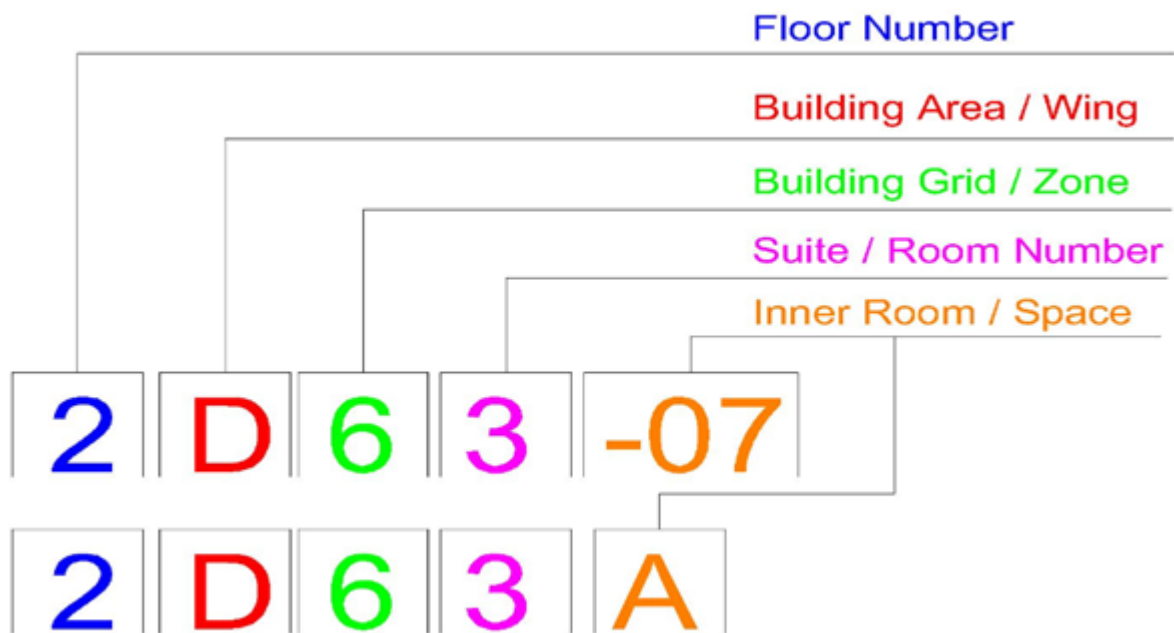 Floor Number
Building Area / Wing
Building Grid / Zone
Suite / Room Number
Inner Room / Space
2 D 6 3 -07
2 D 6 3 A